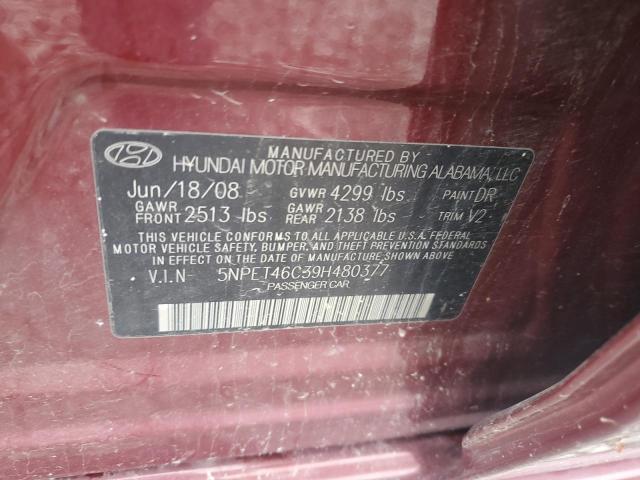 MANUFACTURED BY
HYUNDAI MOTOR MANUFACTURING ALABAMA, LLC
Jun/18/08 GVWR 4299 lbs PAINT DR
GAWR FRONT 2513 lbs GAWR REAR 2138 lbs TRIM V2
THIS VEHICLE CONFORMS TO ALL APPLICABLE U.S.A. FEDERAL
MOTOR VEHICLE SAFETY, BUMPER, AND THEFT PREVENTION STANDARDS
IN EFFECT ON THE DATE OF MANUFACTURE SHOWN ABOVE
V.I.N 5NPET46C39H480377
PASSENGER CAR